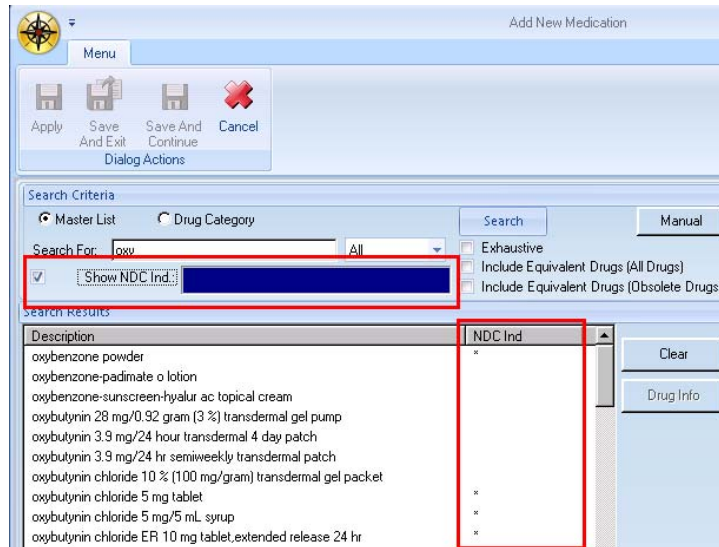 Add New Medication
Menu
Apply
Save And Exit
Save And Continue
Cancel
Dialog Actions
Search Criteria
Master List
Drug Category
Search
Manual
Search For: oxy
All
Exhaustive
Show NDC Ind.:
Include Equivalent Drugs (All Drugs)
Include Equivalent Drugs (Obsolete Drugs
Search Results
Description NDC Ind
oxybenzone powder *
Clear
oxybenzone-padimate o lotion
oxybenzone-sunscreen-hyalur ac topical cream
Drug Info
oxybutynin 28 mg/0.92 gram (3 %) transdermal gel pump
oxybutynin 3.9 mg/24 hour transdermal 4 day patch
oxybutynin 3.9 mg/24 hr semiweekly transdermal patch
oxybutynin chloride 10 % (100 mg/gram) transdermal gel packet
oxybutynin chloride 5 mg tablet *
oxybutynin chloride 5 mg/5 mL syrup *
oxybutynin chloride ER 10 mg tablet,extended release 24 hr *